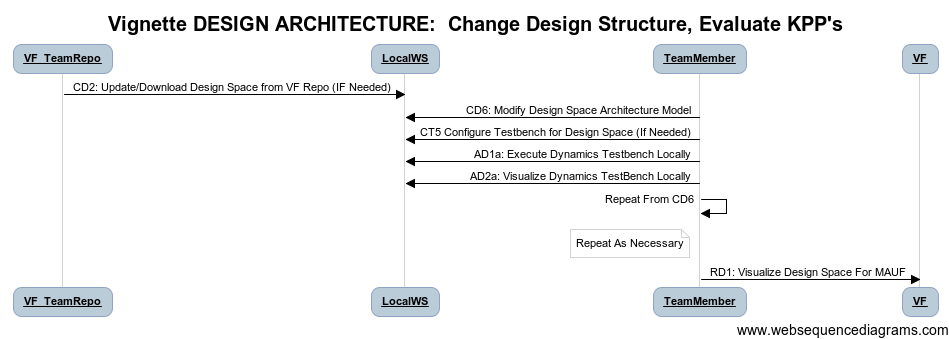 Vignette DESIGN ARCHITECTURE:  Change Design Structure, Evaluate KPP's
VF_TeamRepo
LocalWS
TeamMember
VF
CD2: Update/Download Design Space from VF Repo (IF Needed)
CD6: Modify Design Space Architecture Model
CT5 Configure Testbench for Design Space (If Needed)
AD1a: Execute Dynamics Testbench Locally
AD2a: Visualize Dynamics TestBench Locally
Repeat From CD6
Repeat As Necessary
RD1: Visualize Design Space For MAUF
VF_TeamRepo
LocalWS
TeamMember
VF
www.websequencediagrams.com